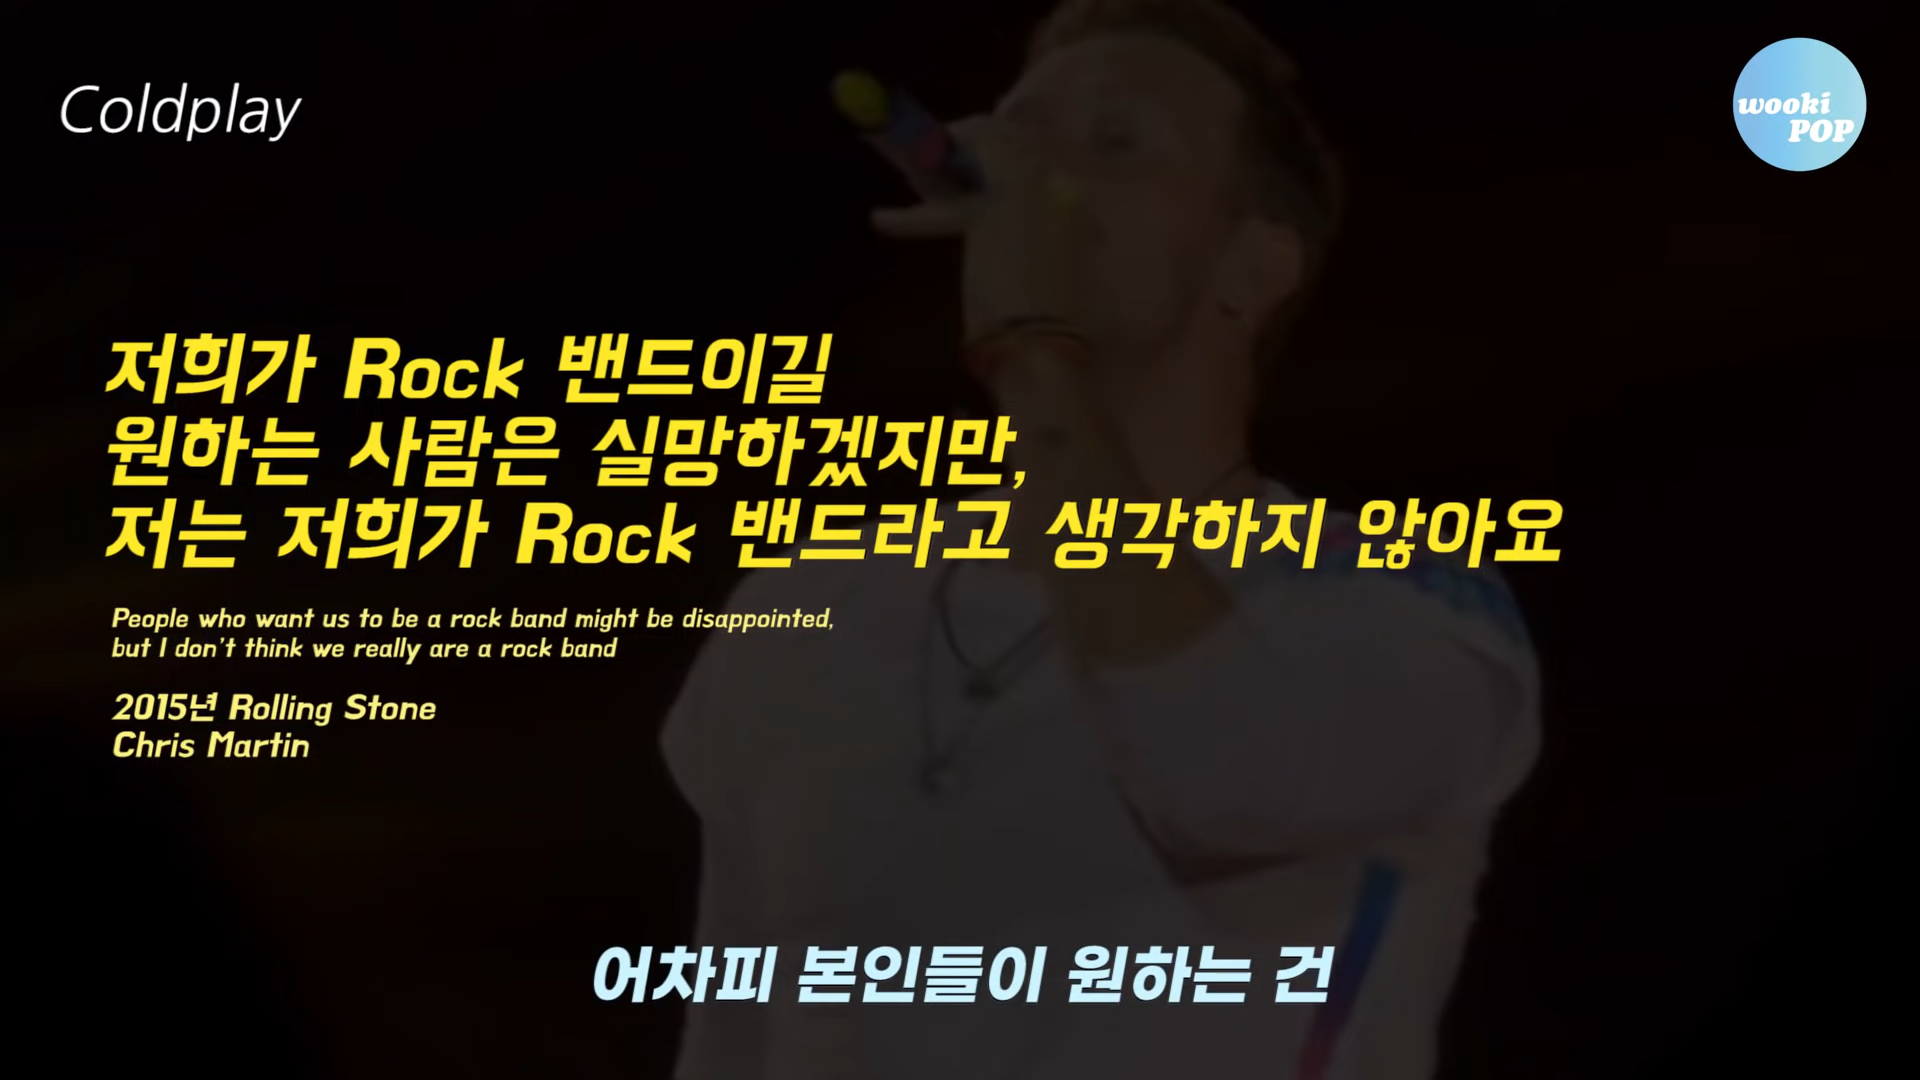 Coldplay
wooki
POP
저희가 Rock 밴드이길
원하는 사람은 실망하겠지만,
저는 저희가 Rock 밴드라고 생각하지 않아요
People who want us to be a rock band might be disappointed,
but I don't think we really are a rock band
2015년 Rolling Stone
Chris Martin
어차피 본인들이 원하는 건